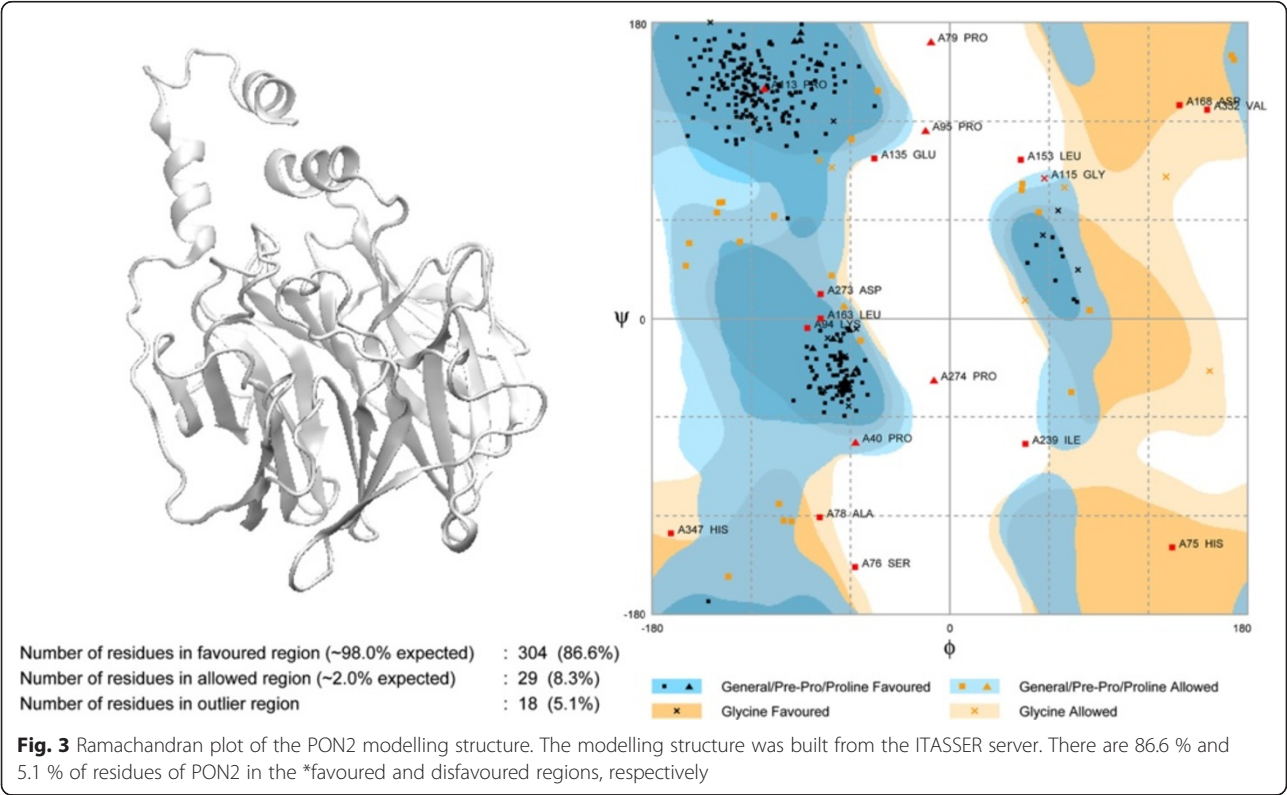 180
A79 PRO
A113 PRO
A168 ASP
A332 VAL
A95 PRO
A135 GLU
A153 LEU
A115 GLY
A273 ASP
ψ 0
A163 LEU
A94 LYS
A274 PRO
A40 PRO
A239 ILE
A78 ALA
A347 HIS
A75 HIS
A76 SER
-180
-180 0 180
ϕ
Number of residues in favoured region (~98.0% expected) : 304 (86.6%)
Number of residues in allowed region (~2.0% expected) : 29 (8.3%)
Number of residues in outlier region : 18 (5.1%)
General/Pre-Pro/Proline Favoured General/Pre-Pro/Proline Allowed
Glycine Favoured Glycine Allowed
Fig. 3 Ramachandran plot of the PON2 modelling structure. The modelling structure was built from the ITASSER server. There are 86.6 % and
5.1 % of residues of PON2 in the *favoured and disfavoured regions, respectively